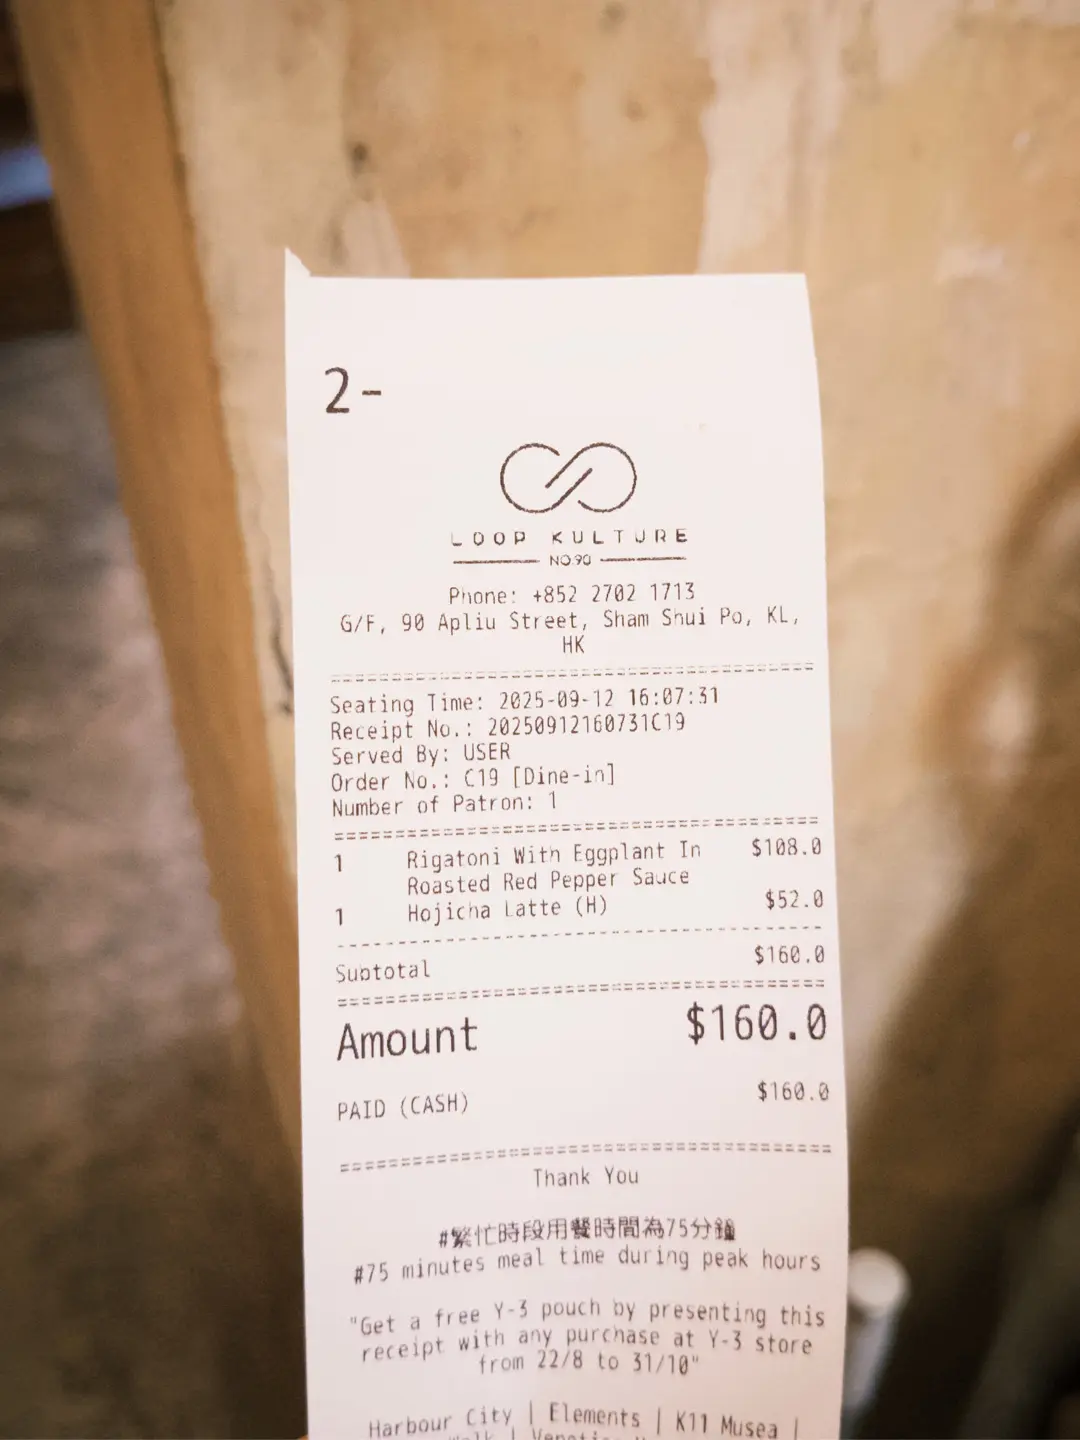 2-
LOOP KULTURE
NO.90
Phone: +852 2702 1713
G/F, 90 Apliu Street, Sham Shui Po, KL,
HK
Seating Time: 2025-09-12 16:07:31
Receipt No.: 20250912160731C19
Served By: USER
Order No.: C19 [Dine-in]
Number of Patron: 1
1 Rigatoni With Eggplant In $108.0
Roasted Red Pepper Sauce
1 Hojicha Latte (H) $52.0
Subtotal $160.0
Amount $160.0
PAID (CASH) $160.0
Thank You
#繁忙時段用餐時間為75分鐘
#75 minutes meal time during peak hours
"Get a free Y-3 pouch by presenting this
receipt with any purchase at Y-3 store
from 22/8 to 31/10"
Harbour City | Elements | K11 Musea |